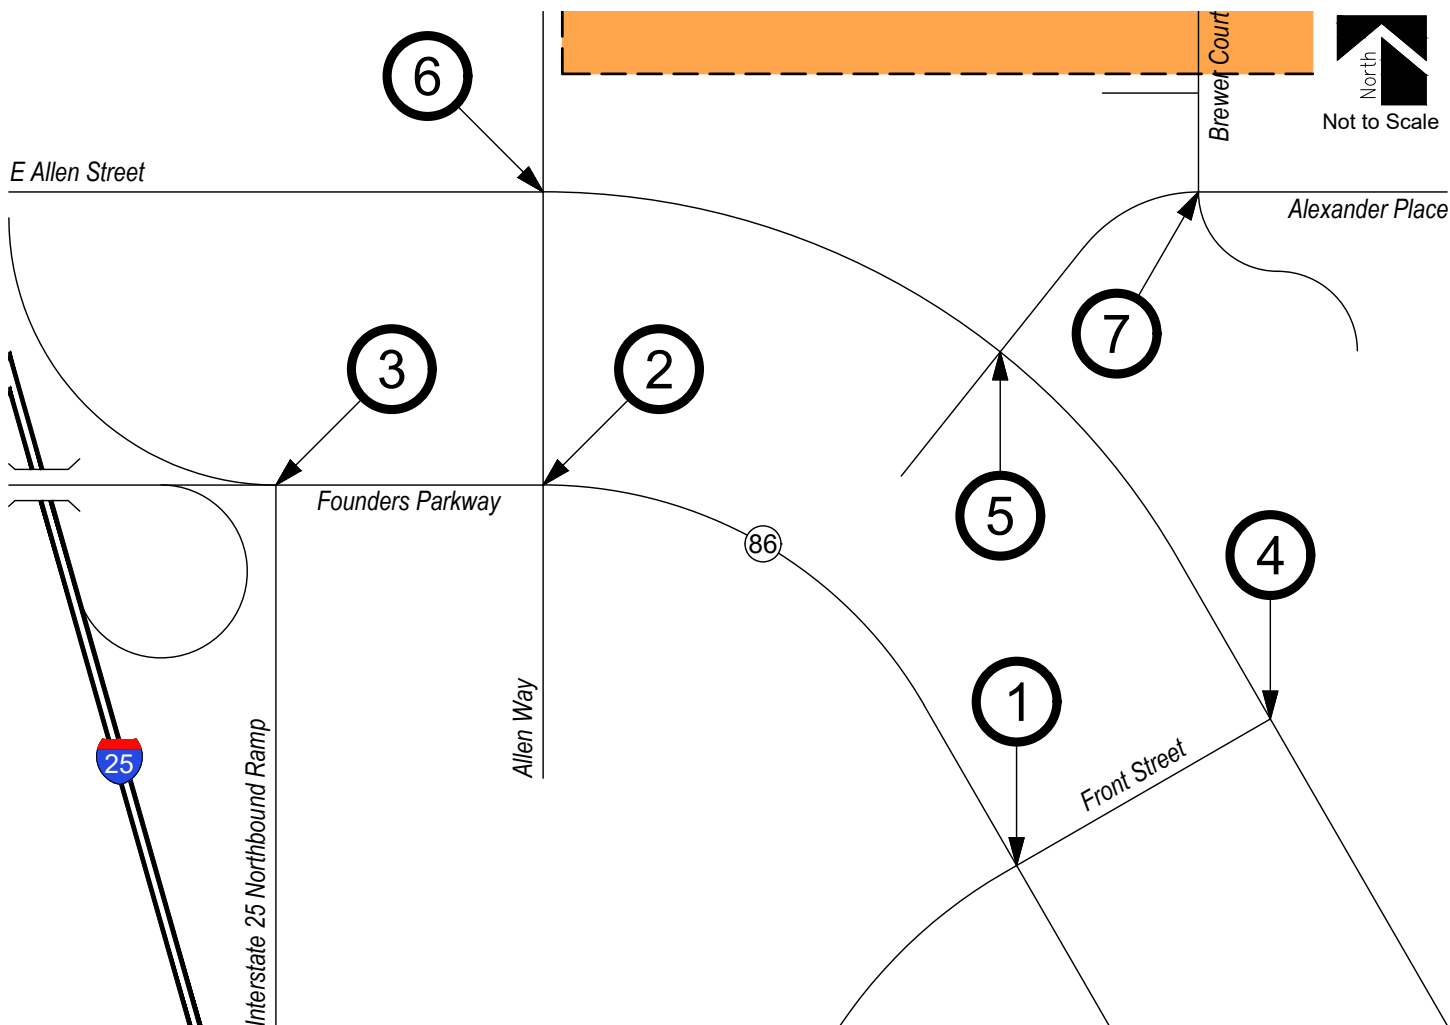 Brewer Court
North
Not to Scale
6
E Allen Street
Alexander Place
7
3
2
Founders Parkway
5
86
4
1
Allen Way
Interstate 25 Northbound Ramp
25
Front Street